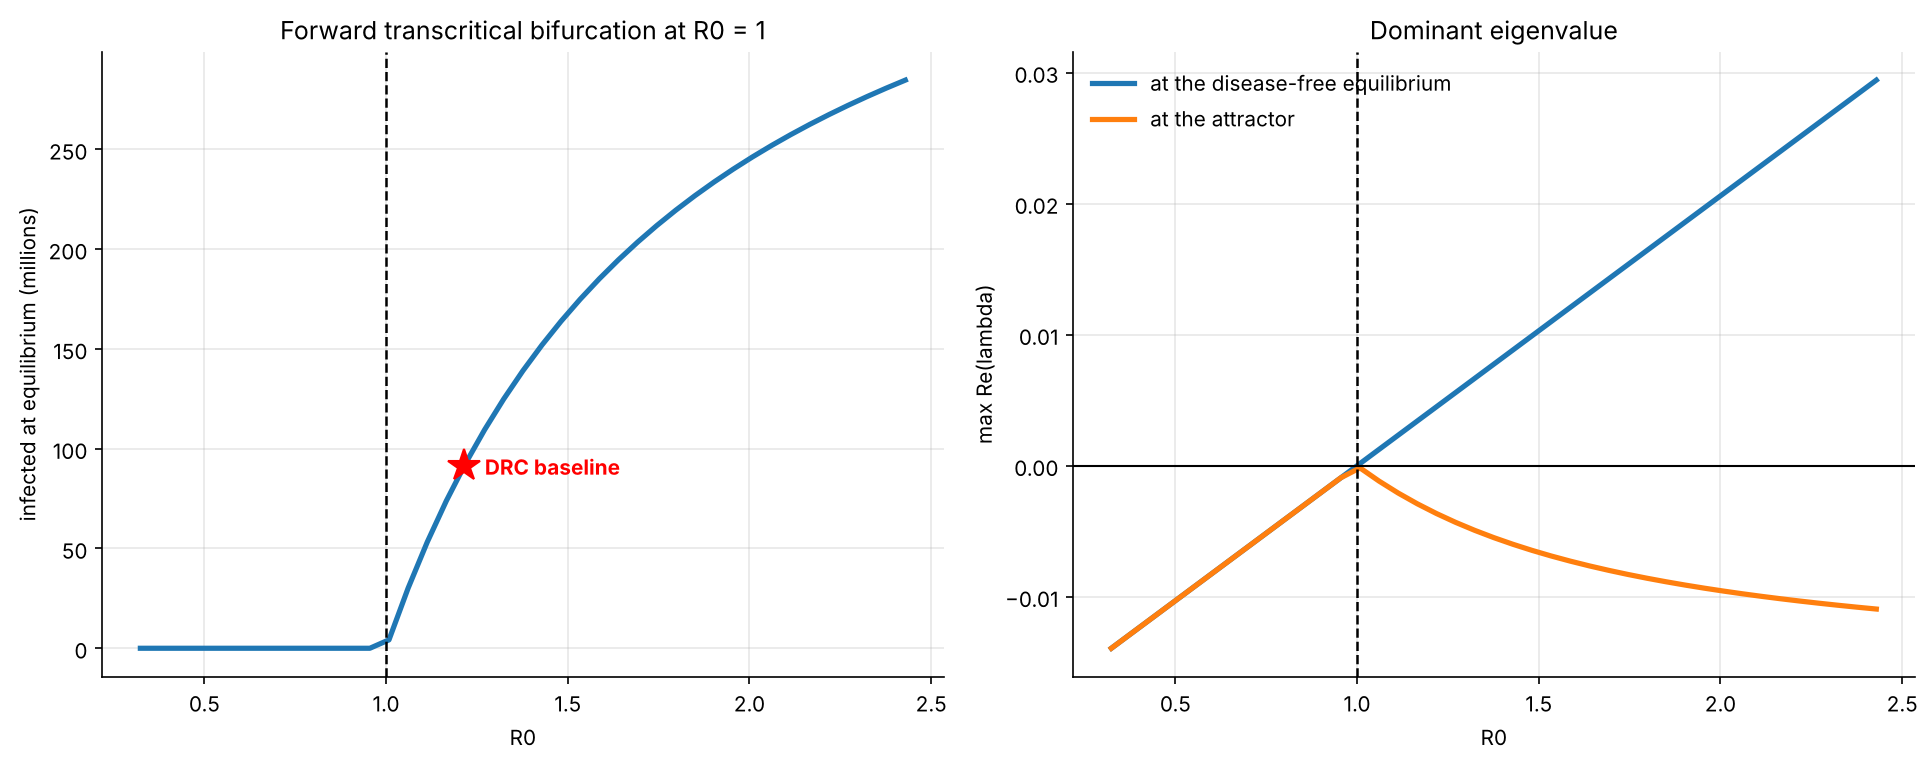 Forward transcritical bifurcation at R0 = 1
infected at equilibrium (millions)
250
200
150
100
50
0
DRC baseline
0.5
1.0
1.5
2.0
2.5
R0
Dominant eigenvalue
max Re(lambda)
0.03
0.02
0.01
0.00
−0.01
at the disease-free equilibrium
at the attractor
0.5
1.0
1.5
2.0
2.5
R0